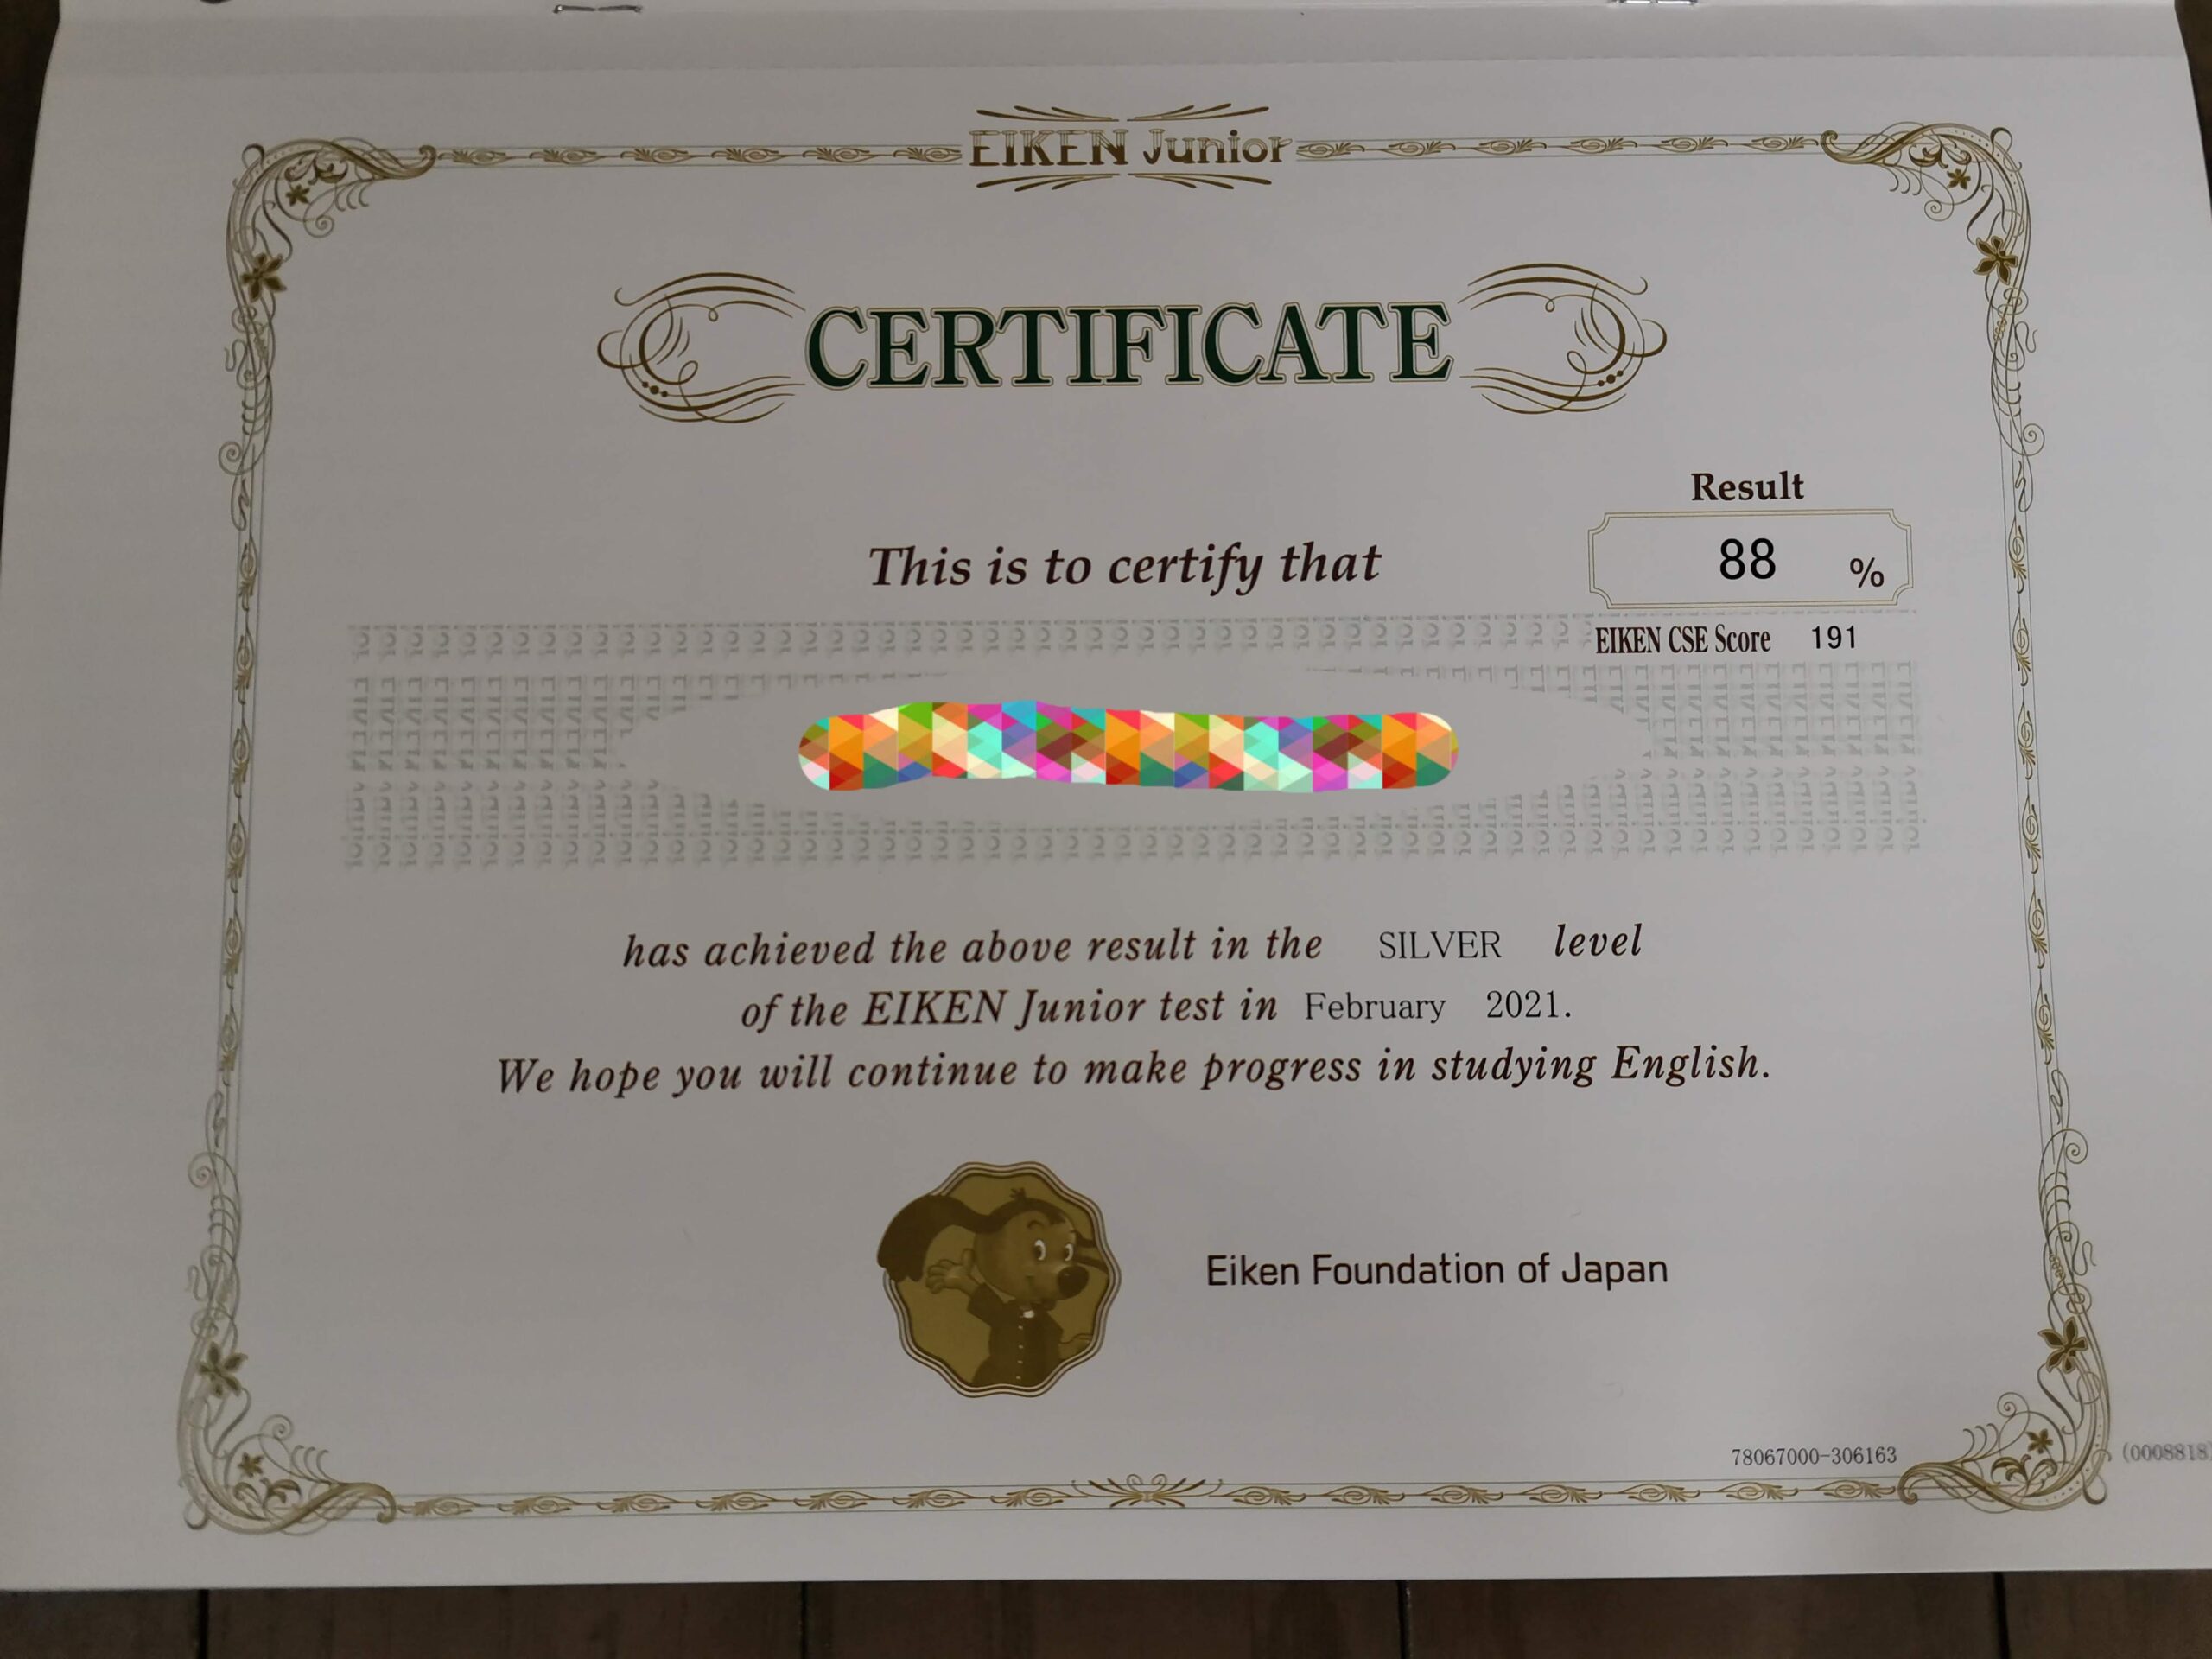 EIKEN Junior
CERTIFICATE
Result
This is to certify that
88 %
EIKEN CSE Score 191
has achieved the above result in the SILVER level
of the EIKEN Junior test in February 2021.
We hope you will continue to make progress in studying English.
Eiken Foundation of Japan
78067000-306163
(0008818)